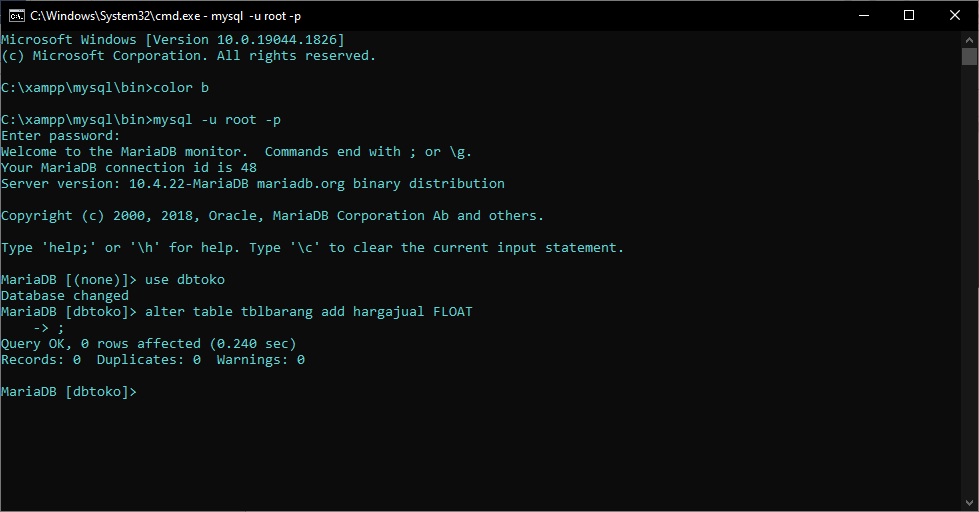 C:\Windows\System32\cmd.exe - mysql  -u root -p
Microsoft Windows [Version 10.0.19044.1826]
(c) Microsoft Corporation. All rights reserved.
C:\xampp\mysql\bin>color b
C:\xampp\mysql\bin>mysql -u root -p
Enter password:
Welcome to the MariaDB monitor.  Commands end with ; or \g.
Your MariaDB connection id is 48
Server version: 10.4.22-MariaDB mariadb.org binary distribution
Copyright (c) 2000, 2018, Oracle, MariaDB Corporation Ab and others.
Type 'help;' or '\h' for help. Type '\c' to clear the current input statement.
MariaDB [(none)]> use dbtoko
Database changed
MariaDB [dbtoko]> alter table tblbarang add hargajual FLOAT
    -> ;
Query OK, 0 rows affected (0.240 sec)
Records: 0  Duplicates: 0  Warnings: 0
MariaDB [dbtoko]>